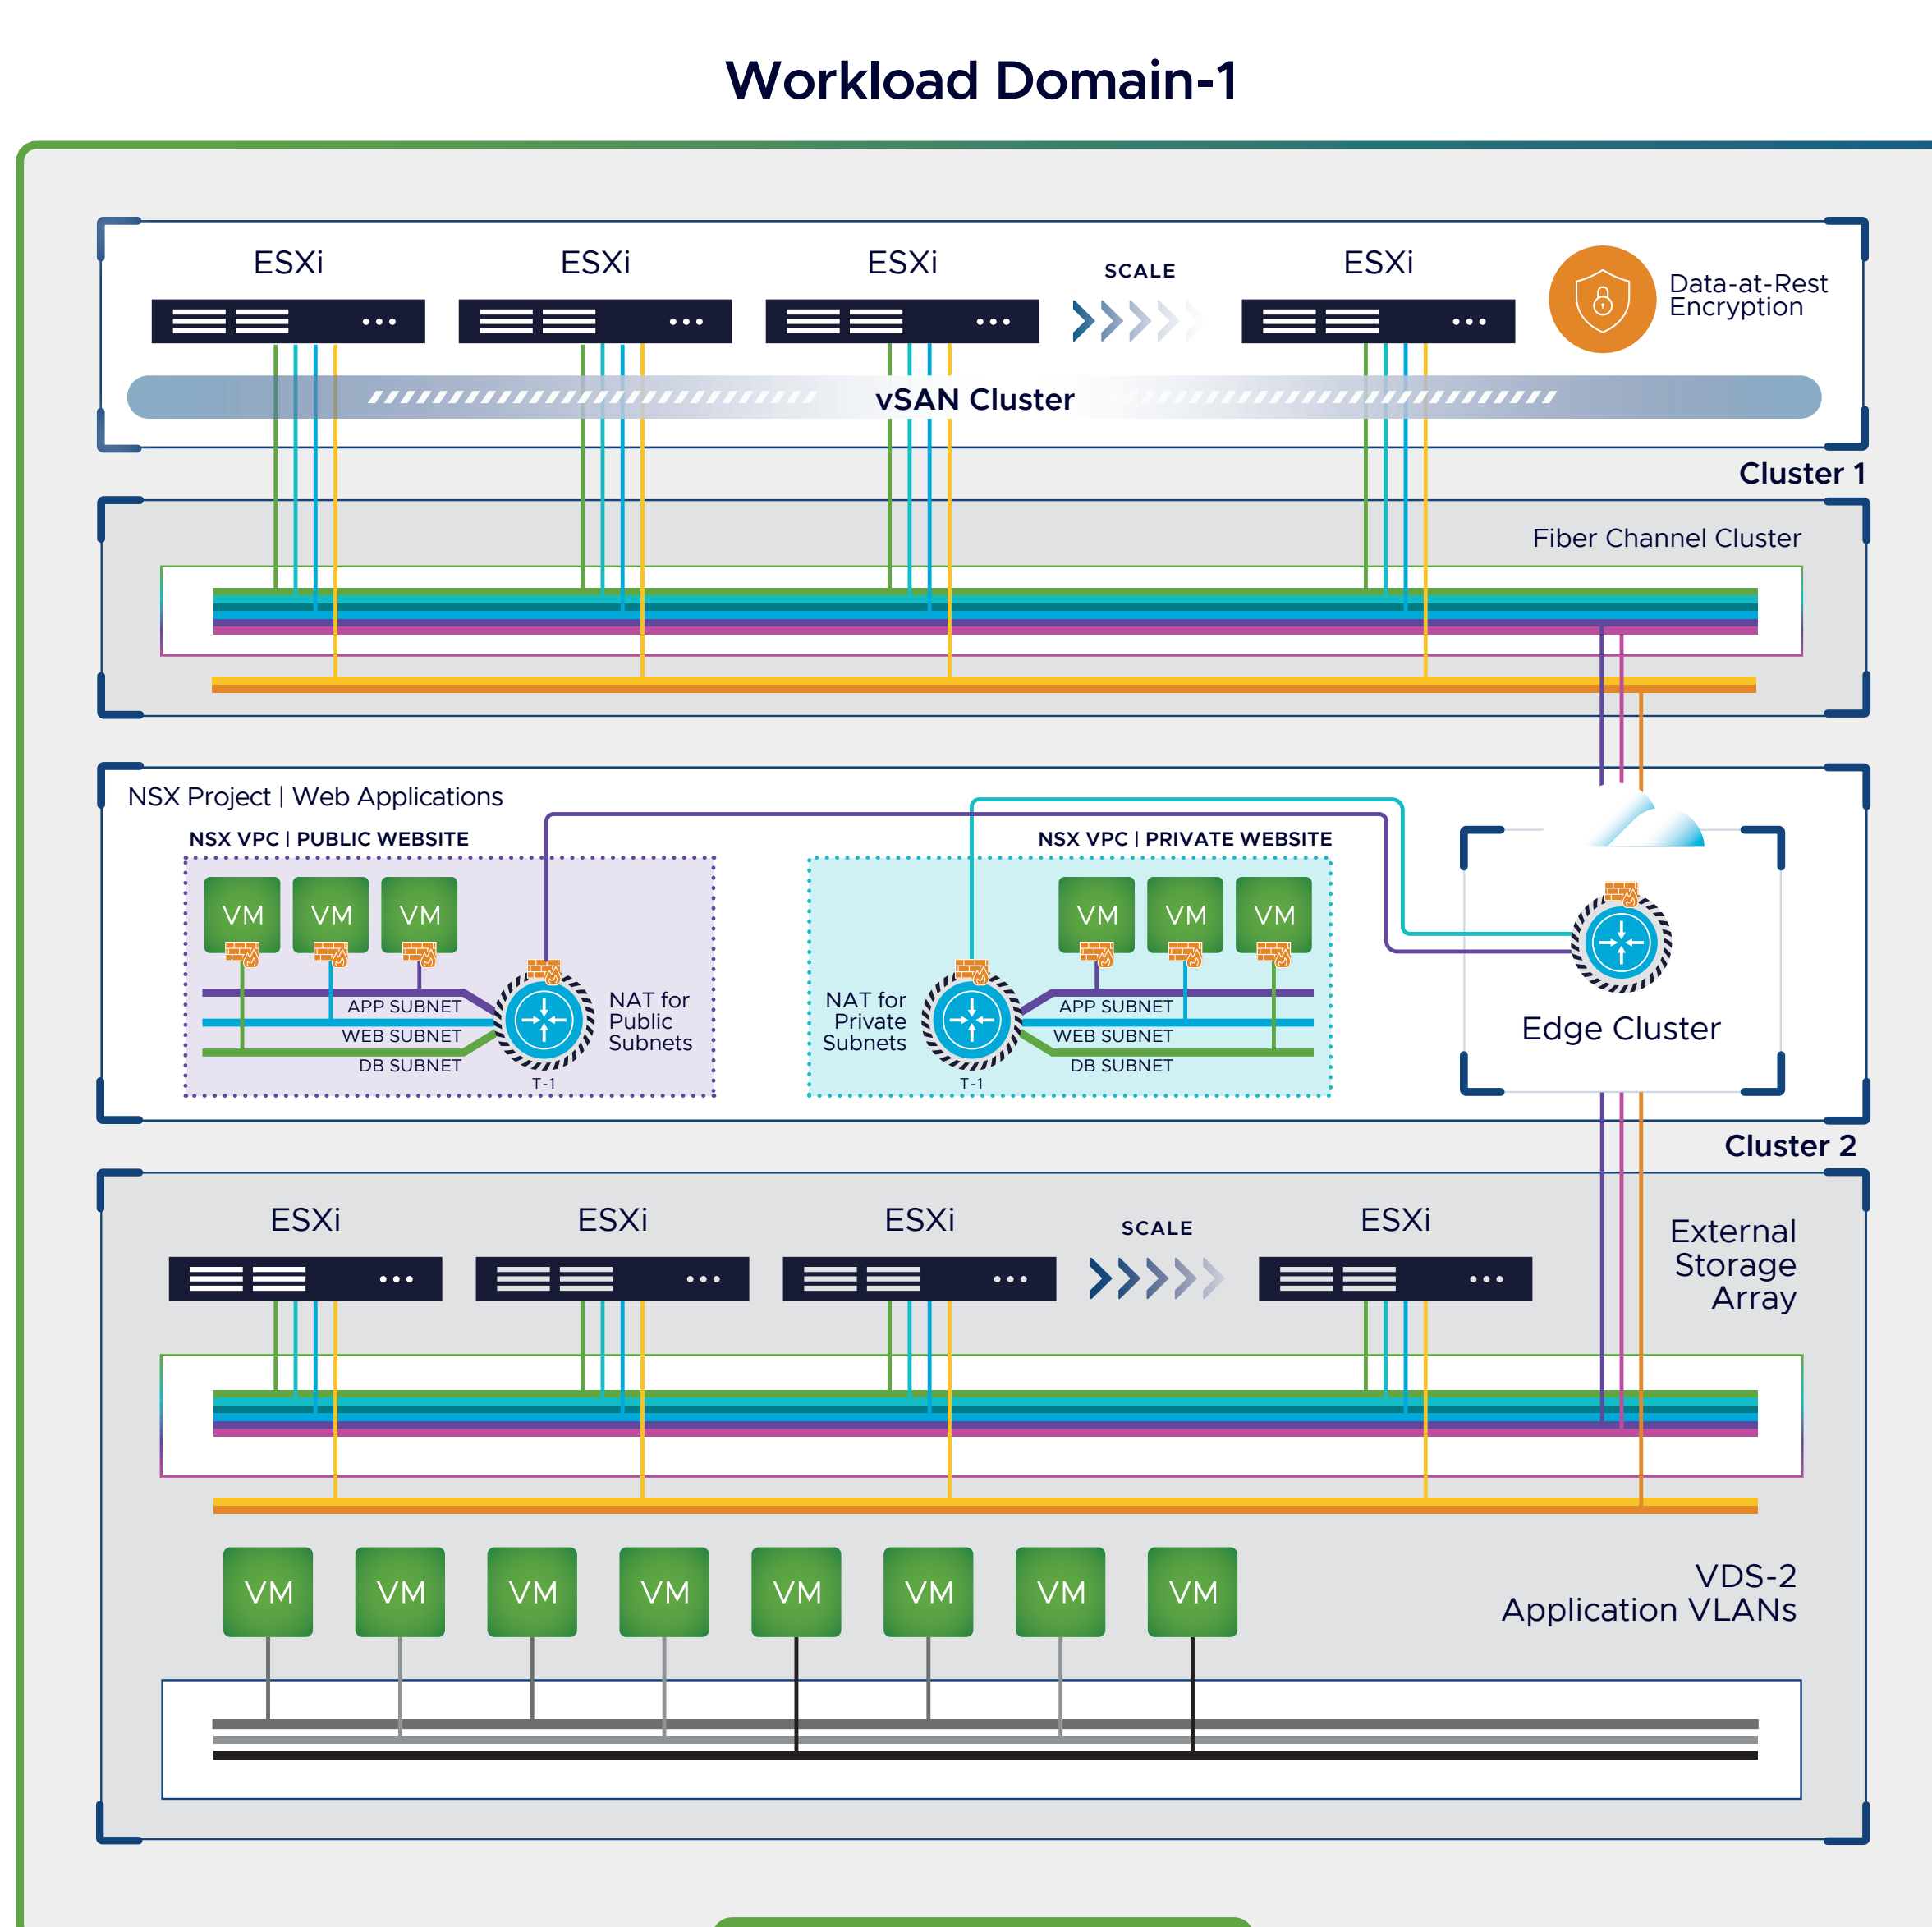 Workload Domain-1
ESXi
ESXi
ESXi
SCALE
ESXi
Data-at-Rest
Encryption
vSAN Cluster
Cluster 1
Fiber Channel Cluster
NSX Project | Web Applications
NSX VPC | PUBLIC WEBSITE
NSX VPC | PRIVATE WEBSITE
VM
VM
VM
VM
VM
VM
APP SUBNET
WEB SUBNET
DB SUBNET
NAT for
Public
Subnets
T-1
NAT for
Private
Subnets
T-1
APP SUBNET
WEB SUBNET
DB SUBNET
Edge Cluster
Cluster 2
ESXi
ESXi
ESXi
SCALE
ESXi
External
Storage
Array
VM
VM
VM
VM
VM
VM
VM
VM
VDS-2
Application VLANs